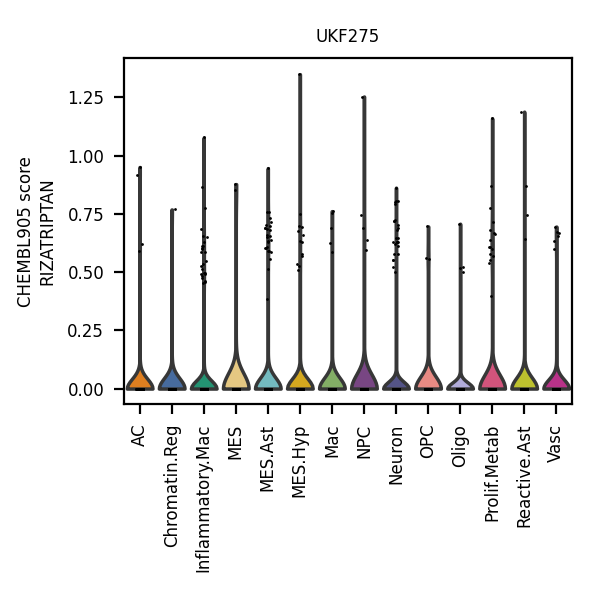 UKF275
CHEMBL905 score
RIZATRIPTAN
1.25
1.00
0.75
0.50
0.25
0.00
AC
Chromatin.Reg
Inflammatory.Mac
MES
MES.Ast
MES.Hyp
Mac
NPC
Neuron
OPC
Oligo
Prolif.Metab
Reactive.Ast
Vasc